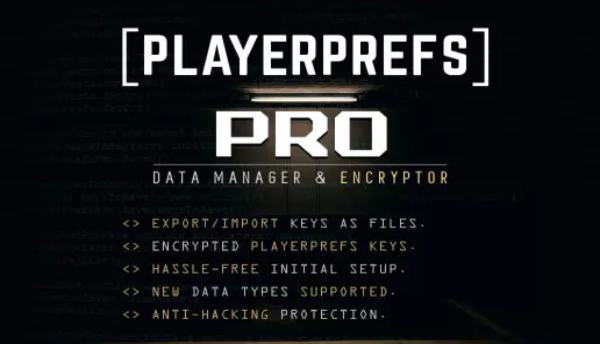 [PLAYERPREFS]
PRO
DATA MANAGER & ENCRYPTOR
<> EXPORT/IMPORT KEYS AS FILES.
<> ENCRYPTED PLAYERPREFS KEYS.
<> HASSLE-FREE INITIAL SETUP.
<> NEW DATA TYPES SUPPORTED.
<> ANTI-HACKING PROTECTION.